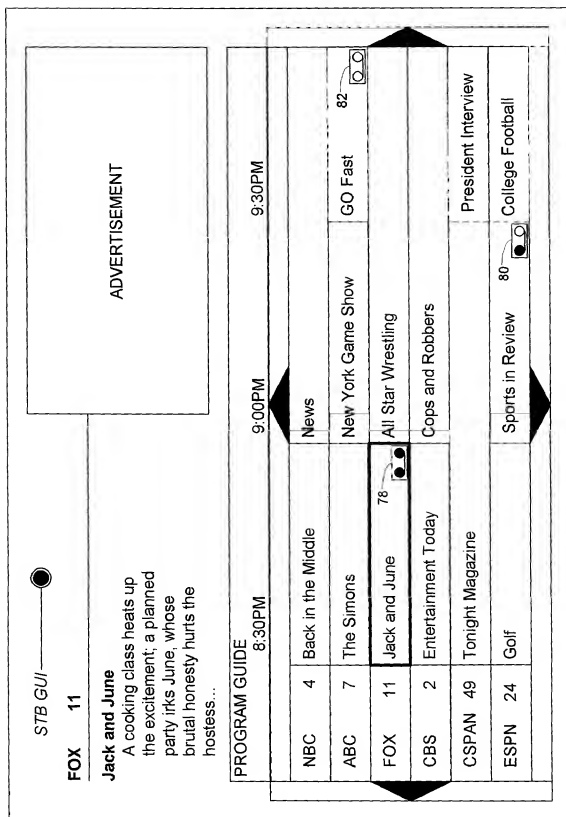 STB GUI
FOX 11
Jack and June
A cooking class heats up
the excitement; a planned
party irks June, whose
brutal honesty hurts the
hostess...
ADVERTISEMENT
PROGRAM GUIDE
8:30PM 9:00PM 9:30PM
NBC 4 Back in the Middle News
ABC 7 The Simons New York Game Show GO Fast 82
FOX 11 Jack and June 78 All Star Wrestling
CBS 2 Entertainment Today Cops and Robbers
CSPAN 49 Tonight Magazine President Interview
ESPN 24 Golf Sports in Review 80 College Football